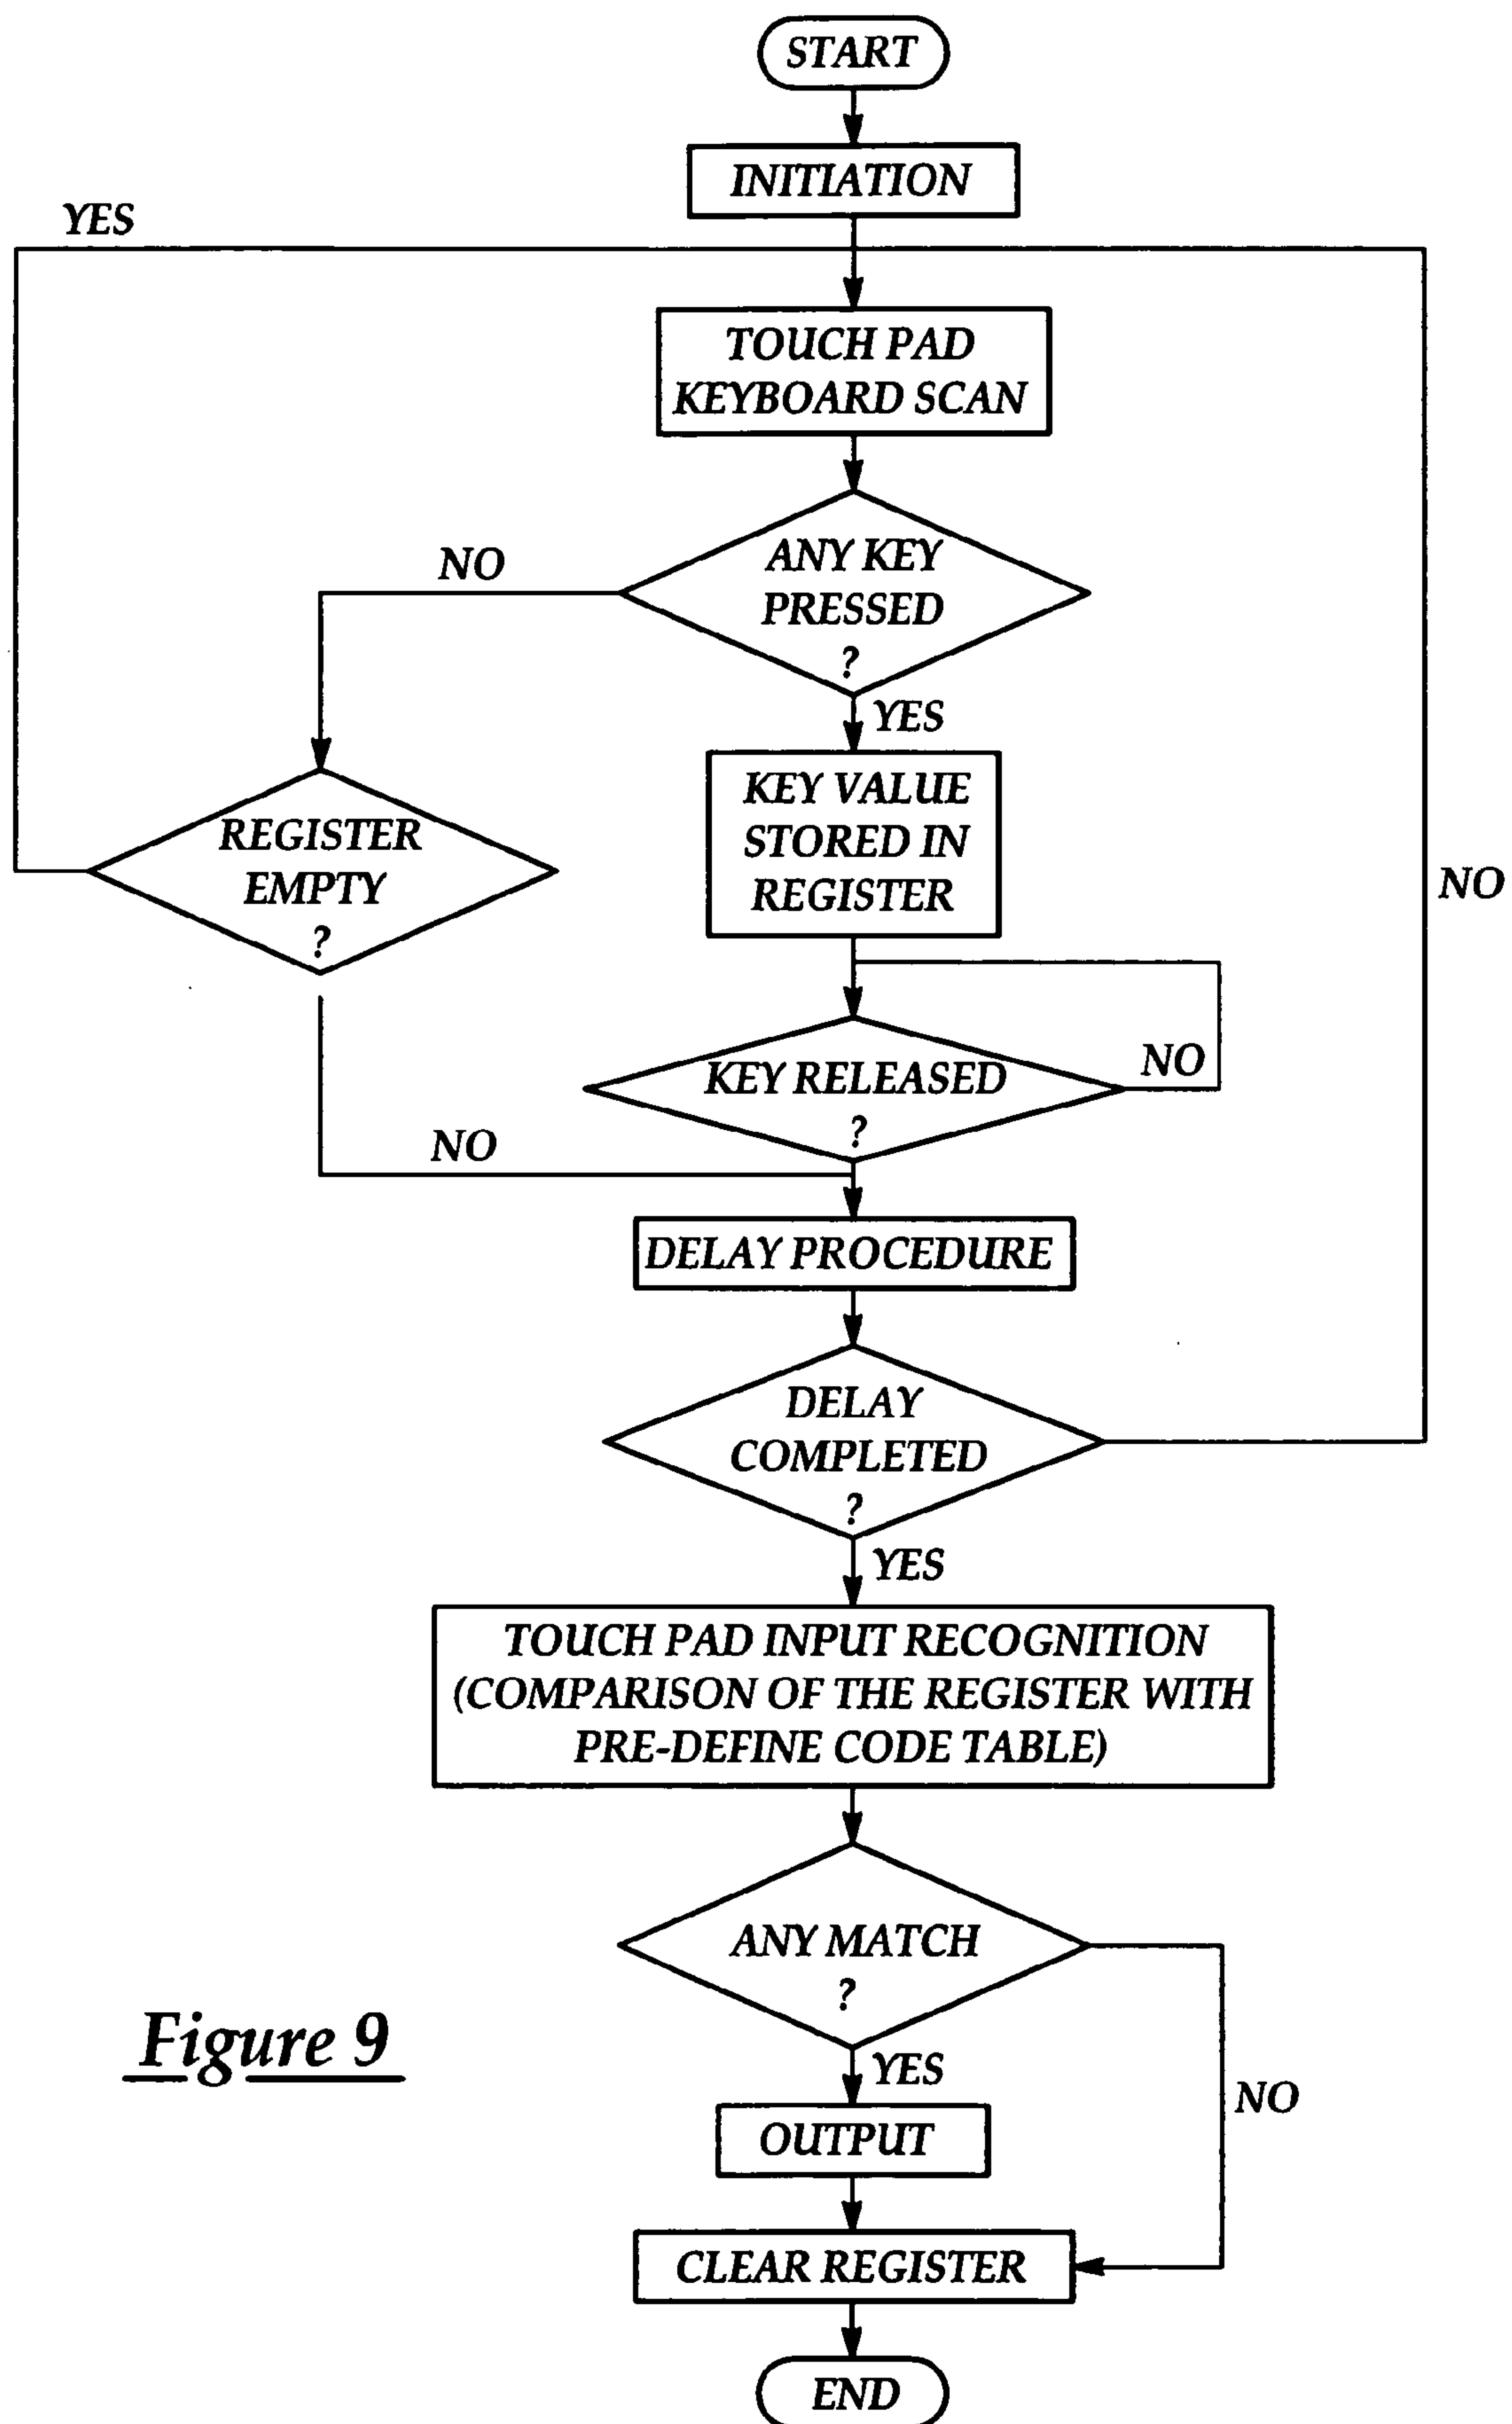 START
INITIATION
YES
TOUCH PAD
KEYBOARD SCAN
NO
ANY KEY
PRESSED
?
YES
KEY VALUE
STORED IN
REGISTER
REGISTER
EMPTY
?
NO
KEY RELEASED
?
NO
NO
DELAY PROCEDURE
DELAY
COMPLETED
?
YES
TOUCH PAD INPUT RECOGNITION
(COMPARISON OF THE REGISTER WITH
PRE-DEFINE CODE TABLE)
ANY MATCH
?
YES
NO
OUTPUT
CLEAR REGISTER
END
Figure 9